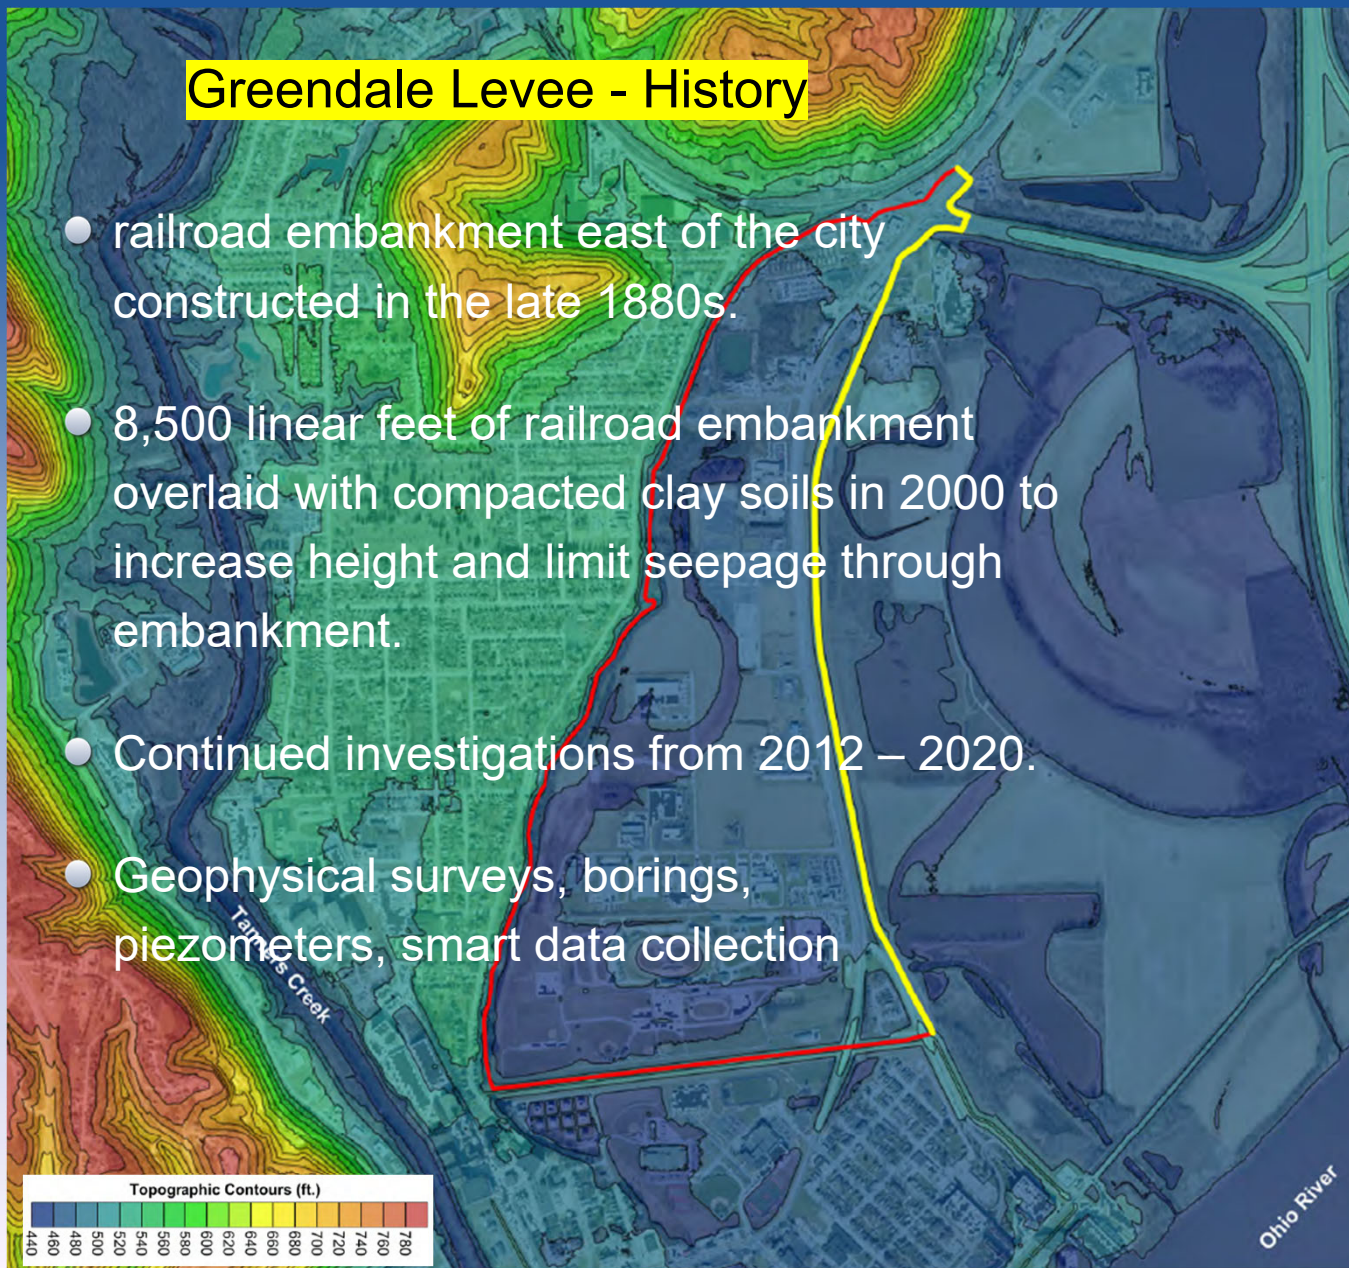 Greendale Levee - History
railroad embankment east of the city
constructed in the late 1880s.
8,500 linear feet of railroad embankment
overlaid with compacted clay soils in 2000 to
increase height and limit seepage through
embankment.
Continued investigations from 2012 – 2020.
Geophysical surveys, borings,
piezometers, smart data collection
Tanners Creek
Ohio River
Topographic Contours (ft.)
440 460 480 500 520 540 560 580 600 620 640 660 680 700 720 740 760 780